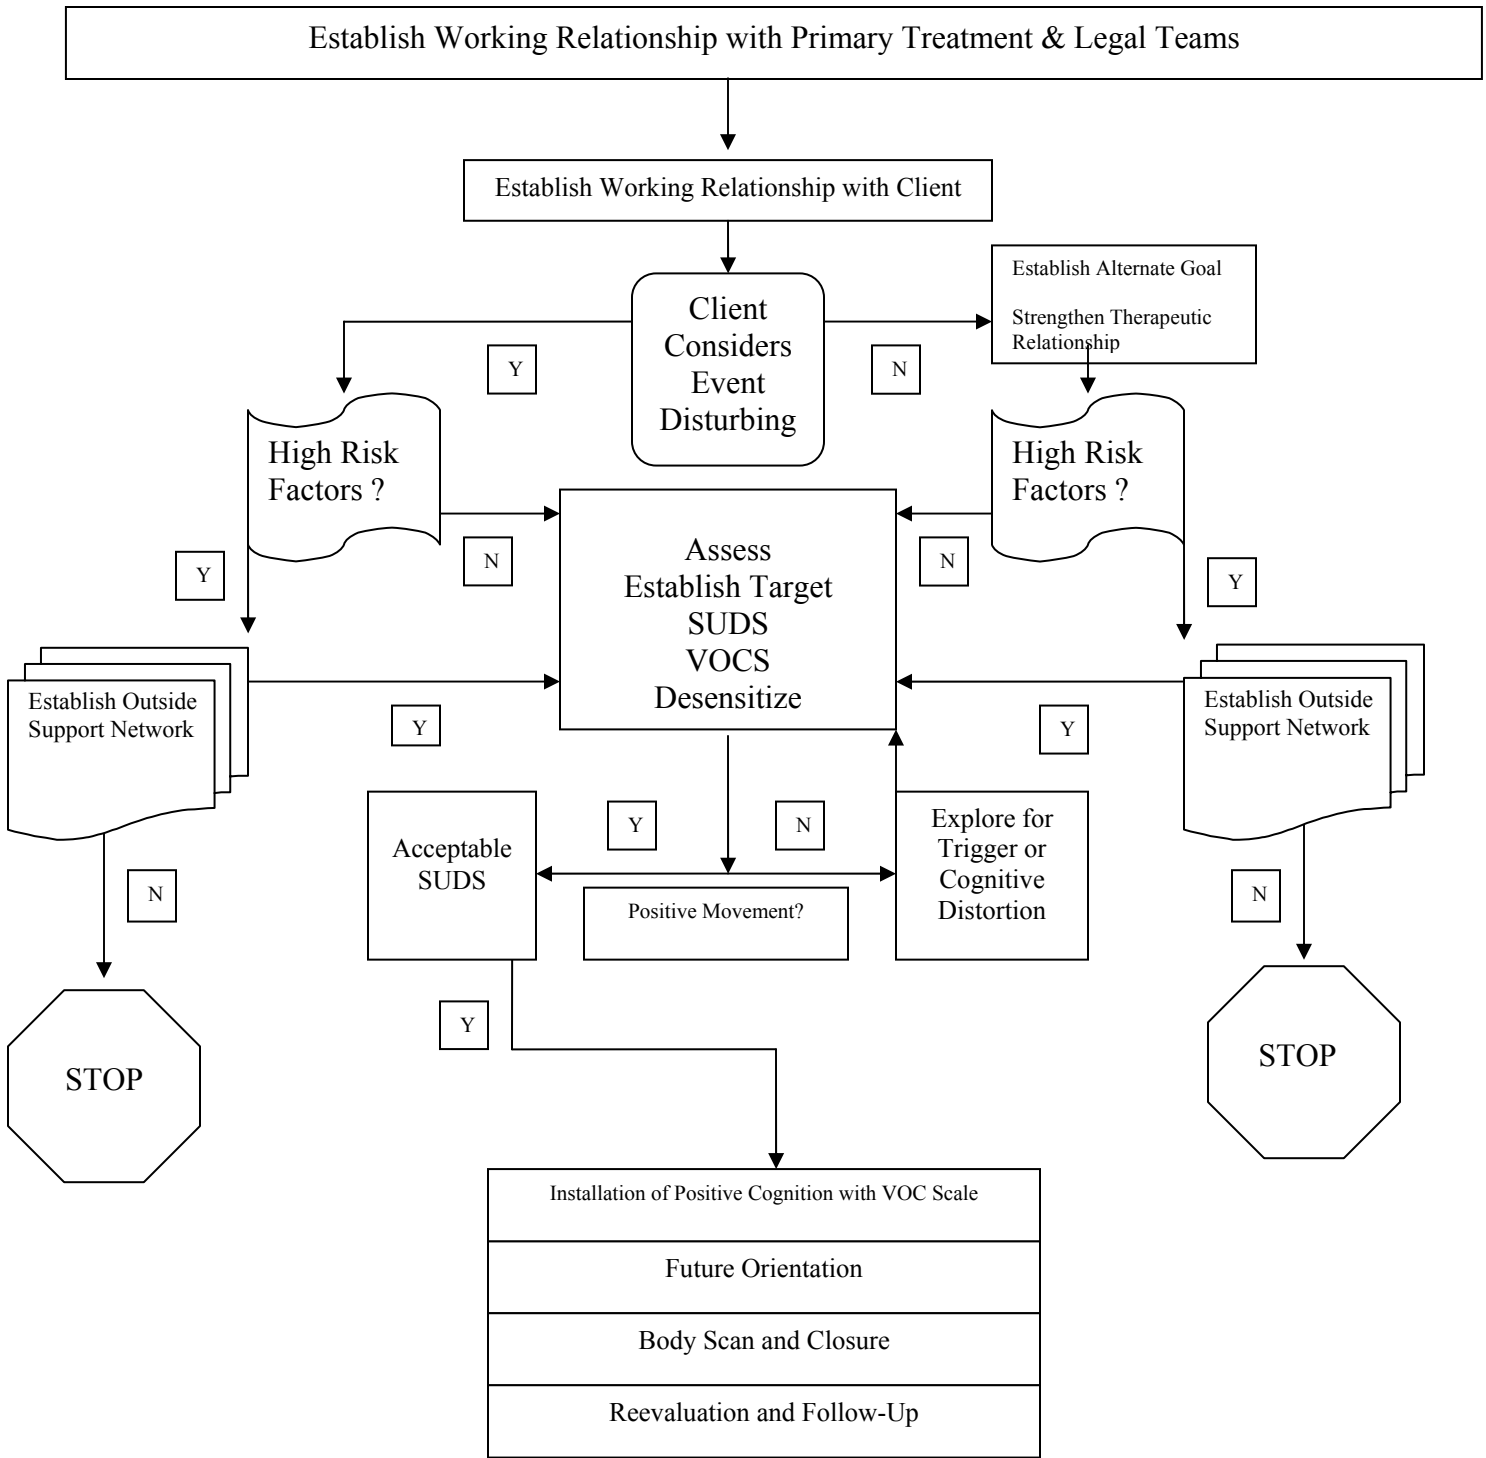 Establish Working Relationship with Primary Treatment & Legal Teams
Establish Working Relationship with Client
Establish Alternate Goal
Strengthen Therapeutic
Relationship
Client
Considers
Event
Disturbing
Y
N
High Risk
Factors ?
High Risk
Factors ?
Assess
Establish Target
SUDS
VOCS
Desensitize
Y
N
N
Y
Establish Outside
Support Network
Establish Outside
Support Network
Y
Y
Acceptable
SUDS
Y
N
Explore for
Trigger or
Cognitive
Distortion
Positive Movement?
N
N
Y
STOP
STOP
Installation of Positive Cognition with VOC Scale
Future Orientation
Body Scan and Closure
Reevaluation and Follow-Up